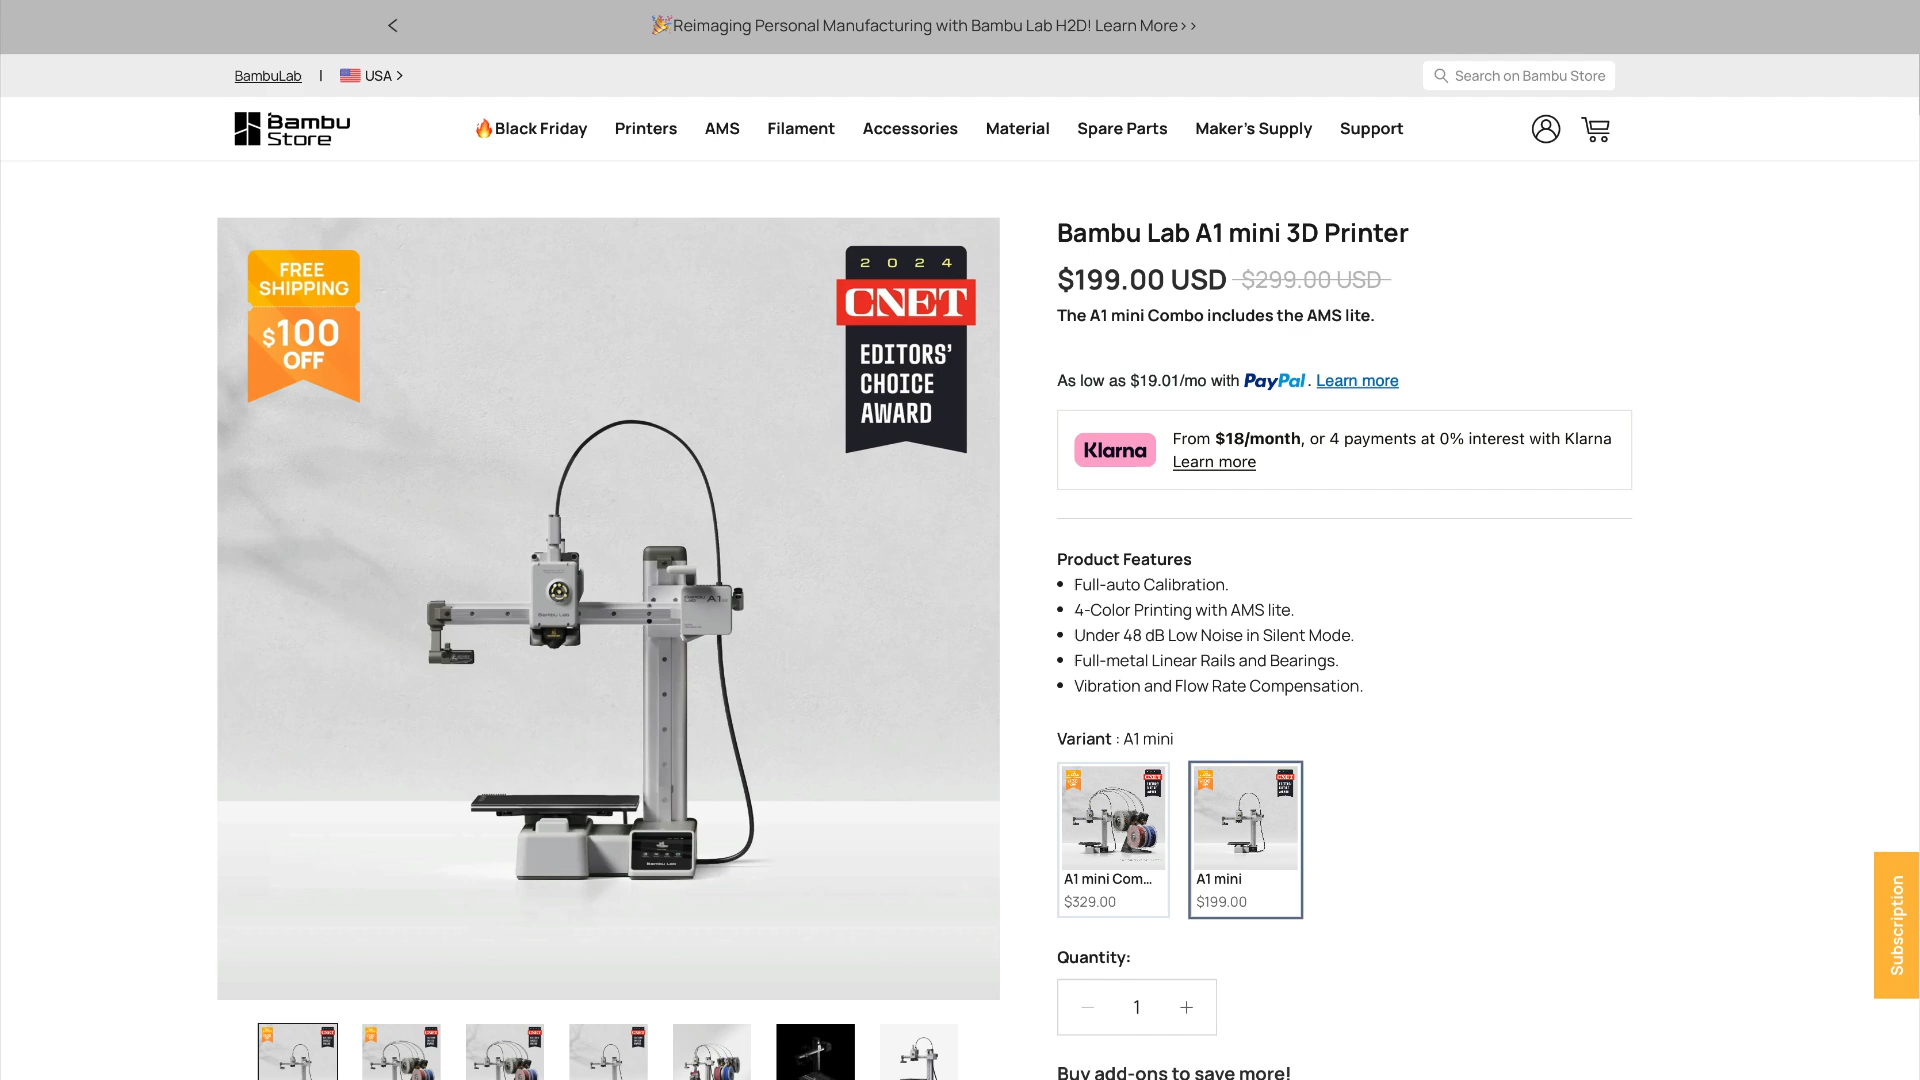 🎉Reimaging Personal Manufacturing with Bambu Lab H2D! Learn More>>
BambuLab | USA >
Search on Bambu Store
Bambu Store
🔥Black Friday Printers AMS Filament Accessories Material Spare Parts Maker's Supply Support
FREE
SHIPPING
$100
OFF
2024
CNET
EDITORS'
CHOICE
AWARD
Bambu Lab
A1
Bambu Lab
Bambu Lab A1 mini 3D Printer
$199.00 USD $299.00 USD
The A1 mini Combo includes the AMS lite.
As low as $19.01/mo with PayPal. Learn more
Klarna
From $18/month, or 4 payments at 0% interest with Klarna
Learn more
Product Features
• Full-auto Calibration.
• 4-Color Printing with AMS lite.
• Under 48 dB Low Noise in Silent Mode.
• Full-metal Linear Rails and Bearings.
• Vibration and Flow Rate Compensation.
Variant : A1 mini
A1 mini Com... A1 mini
$329.00 $199.00
Quantity:
− 1 +
Buy add-ons to save more!
Subscription